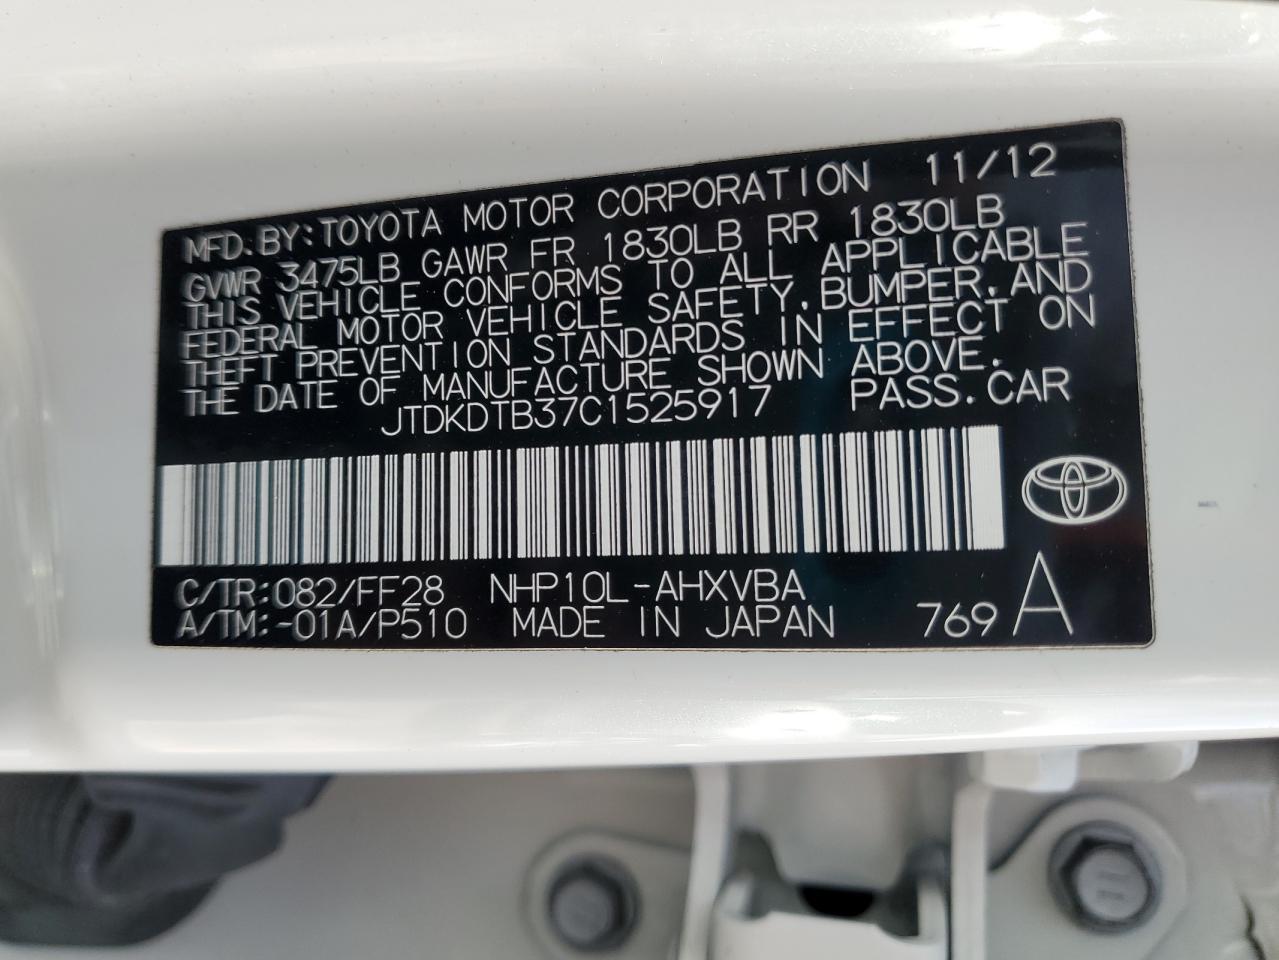 MFD. BY: TOYOTA MOTOR CORPORATION 11/12
GVWR 3475LB GAWR FR 1830LB RR 1830LB
THIS VEHICLE CONFORMS TO ALL APPLICABLE
FEDERAL MOTOR VEHICLE SAFETY, BUMPER, AND
THEFT PREVENTION STANDARDS IN EFFECT ON
THE DATE OF MANUFACTURE SHOWN ABOVE.
JTDKDTB37C1525917 PASS. CAR
C/TR: 082/FF28 NHP10L-AHXVBA
A/TM: -01A/P510 MADE IN JAPAN 769 A